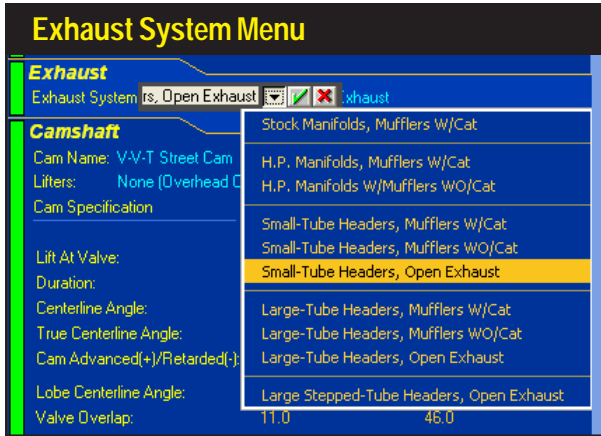 Exhaust System Menu
Exhaust
Exhaust System rs, Open Exhaust xhaust
Camshaft
Cam Name: V-V-T Street Cam
Lifters: None (Overhead C
Cam Specification
Lift At Valve:
Duration:
Centerline Angle:
True Centerline Angle:
Cam Advanced(+)/Retarded(-):
Lobe Centerline Angle:
Valve Overlap: 11.0 46.0
Stock Manifolds, Mufflers W/Cat
H.P. Manifolds, Mufflers W/Cat
H.P. Manifolds W/Mufflers WO/Cat
Small-Tube Headers, Mufflers W/Cat
Small-Tube Headers, Mufflers WO/Cat
Small-Tube Headers, Open Exhaust
Large-Tube Headers, Mufflers W/Cat
Large-Tube Headers, Mufflers WO/Cat
Large-Tube Headers, Open Exhaust
Large Stepped-Tube Headers, Open Exhaust